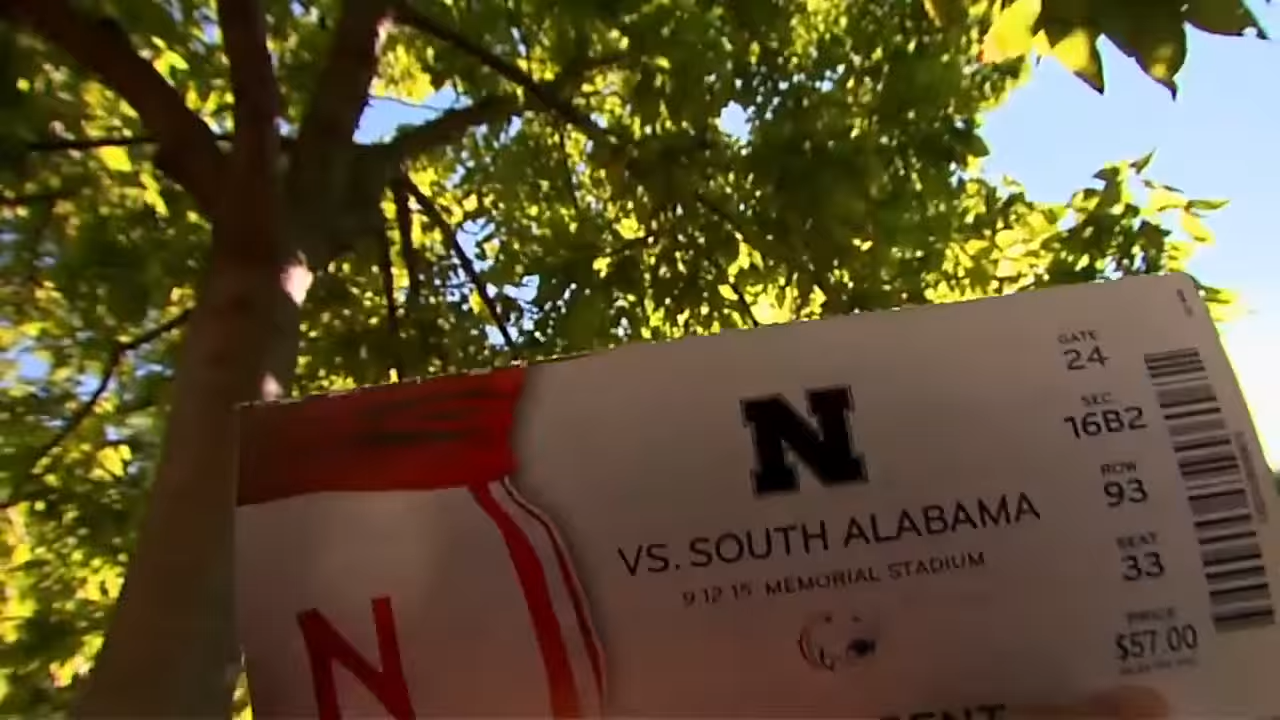 N
N
VS. SOUTH ALABAMA
9 12 15 MEMORIAL STADIUM
GATE
24
SEC.
16B2
ROW
93
SEAT
33
PRICE
$57.00